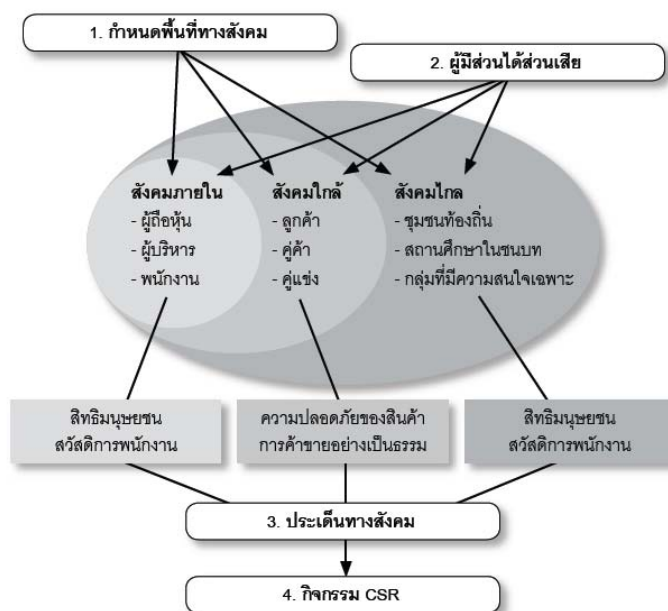 1. กำหนดพื้นที่ทางสังคม
2. ผู้มีส่วนได้ส่วนเสีย
สังคมภายใน
- ผู้ถือหุ้น
- ผู้บริหาร
- พนักงาน
สังคมใกล้
- ลูกค้า
- คู่ค้า
- คู่แข่ง
สังคมไกล
- ชุมชนท้องถิ่น
- สถานศึกษาในชนบท
- กลุ่มที่มีความสนใจเฉพาะ
สิทธิมนุษยชน
สวัสดิการพนักงาน
ความปลอดภัยของสินค้า
การค้าขายอย่างเป็นธรรม
สิทธิมนุษยชน
สวัสดิการพนักงาน
3. ประเด็นทางสังคม
4. กิจกรรม CSR